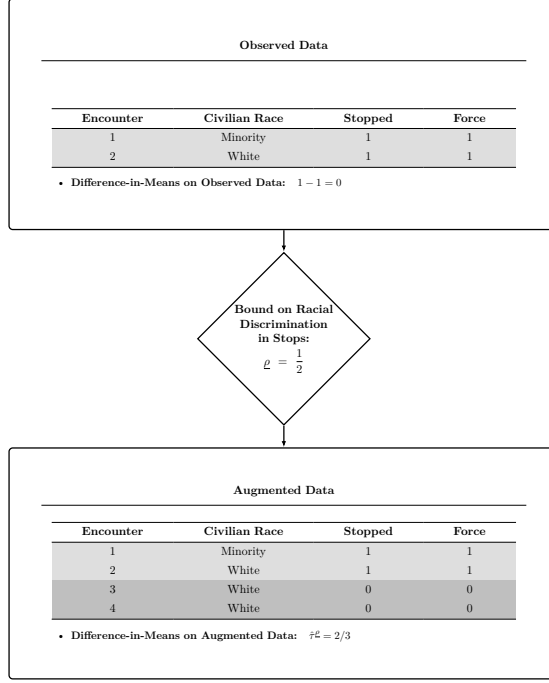 Observed Data
Encounter Civilian Race Stopped Force
1 Minority 1 1
2 White 1 1
• Difference-in-Means on Observed Data: 1 − 1 = 0
Bound on Racial
Discrimination
in Stops:
ρ̲ = 1/2
Augmented Data
Encounter Civilian Race Stopped Force
1 Minority 1 1
2 White 1 1
3 White 0 0
4 White 0 0
• Difference-in-Means on Augmented Data: τ̂^ρ̲ = 2/3